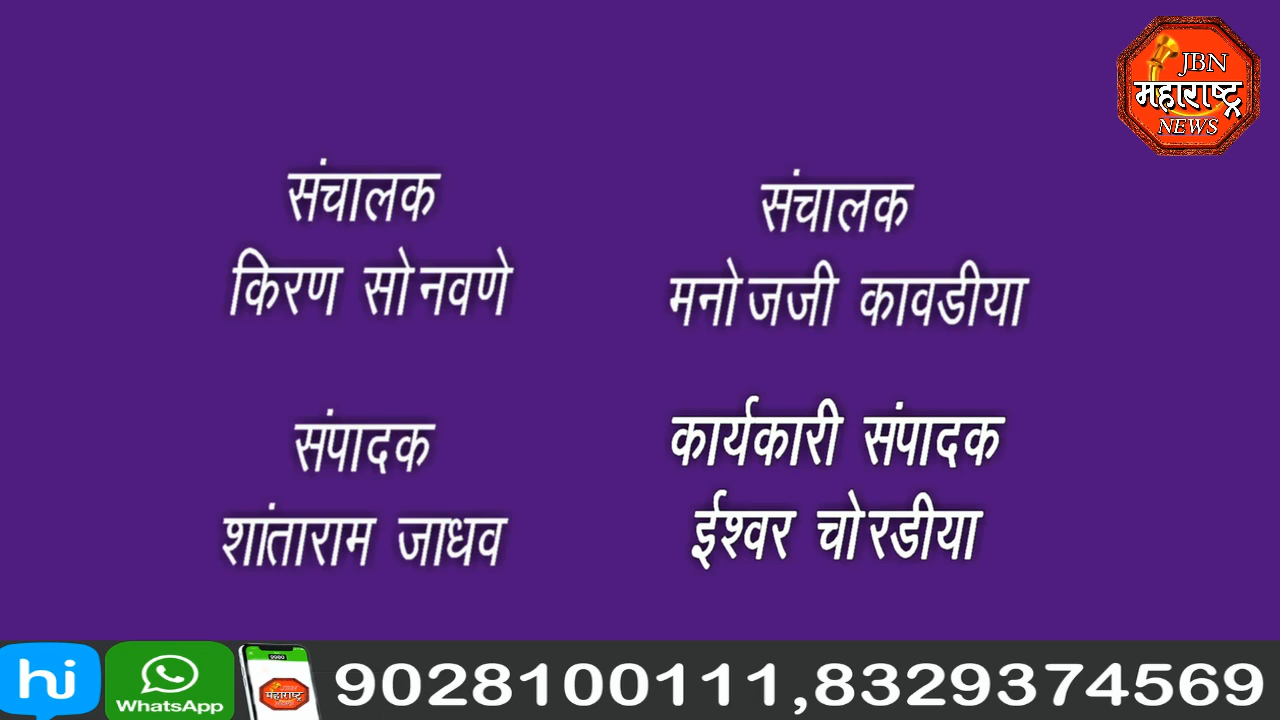 JBN
महाराष्ट्र
NEWS
संचालक
किरण सोनवणे
संचालक
मनोजजी कावडीया
संपादक
शांताराम जाधव
कार्यकारी संपादक
ईश्वर चोरडीया
hi
WhatsApp
महाराष्ट्र
9028100111,8329374569